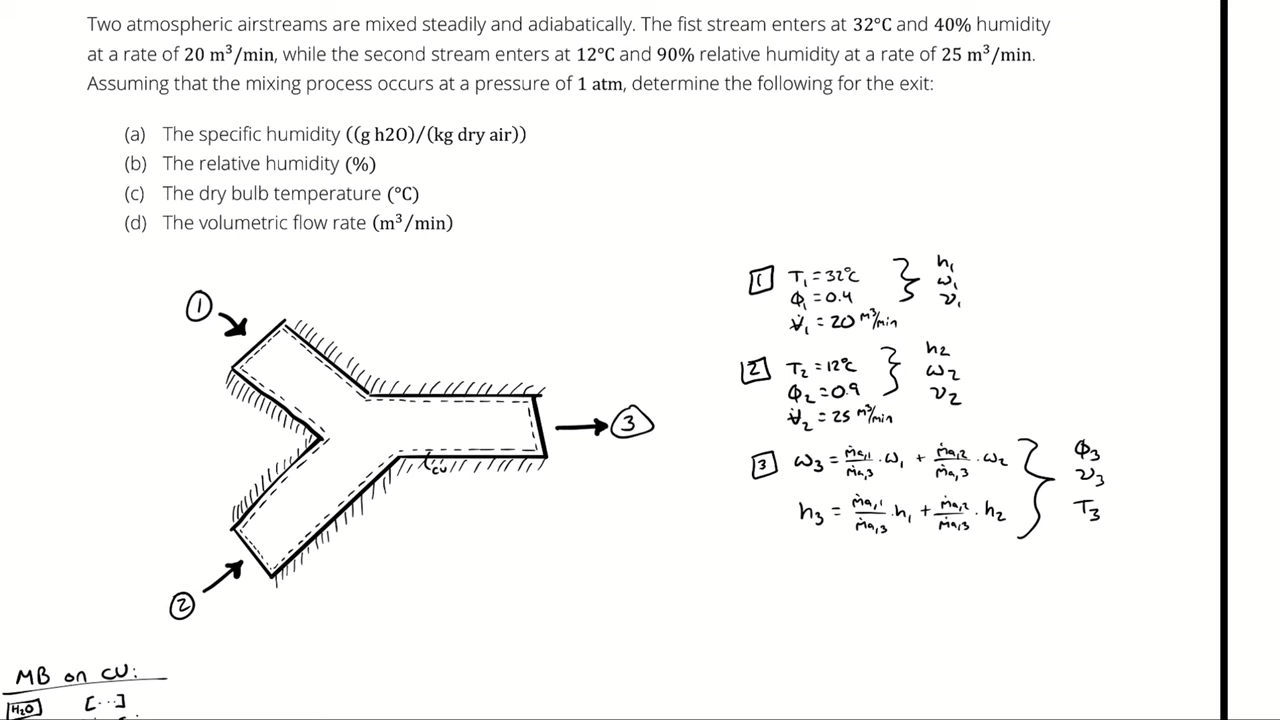 Two atmospheric airstreams are mixed steadily and adiabatically. The fist stream enters at 32°C and 40% humidity
at a rate of 20 m³/min, while the second stream enters at 12°C and 90% relative humidity at a rate of 25 m³/min.
Assuming that the mixing process occurs at a pressure of 1 atm, determine the following for the exit:
(a) The specific humidity ((g h2O)/(kg dry air))
(b) The relative humidity (%)
(c) The dry bulb temperature (°C)
(d) The volumetric flow rate (m³/min)
1
2
3
CV
1 T₁ = 32°C } h₁
ϕ₁ = 0.4 ω₁
V̇₁ = 20 m³/min ν₁
2 T₂ = 12°C } h₂
ϕ₂ = 0.9 ω₂
V̇₂ = 25 m³/min ν₂
3 ω₃ = ṁa,1/ṁa,3 · ω₁ + ṁa,2/ṁa,3 · ω₂ } ϕ₃
ν₃
h₃ = ṁa,1/ṁa,3 · h₁ + ṁa,2/ṁa,3 · h₂ T₃
MB on CV:
H₂O [...]